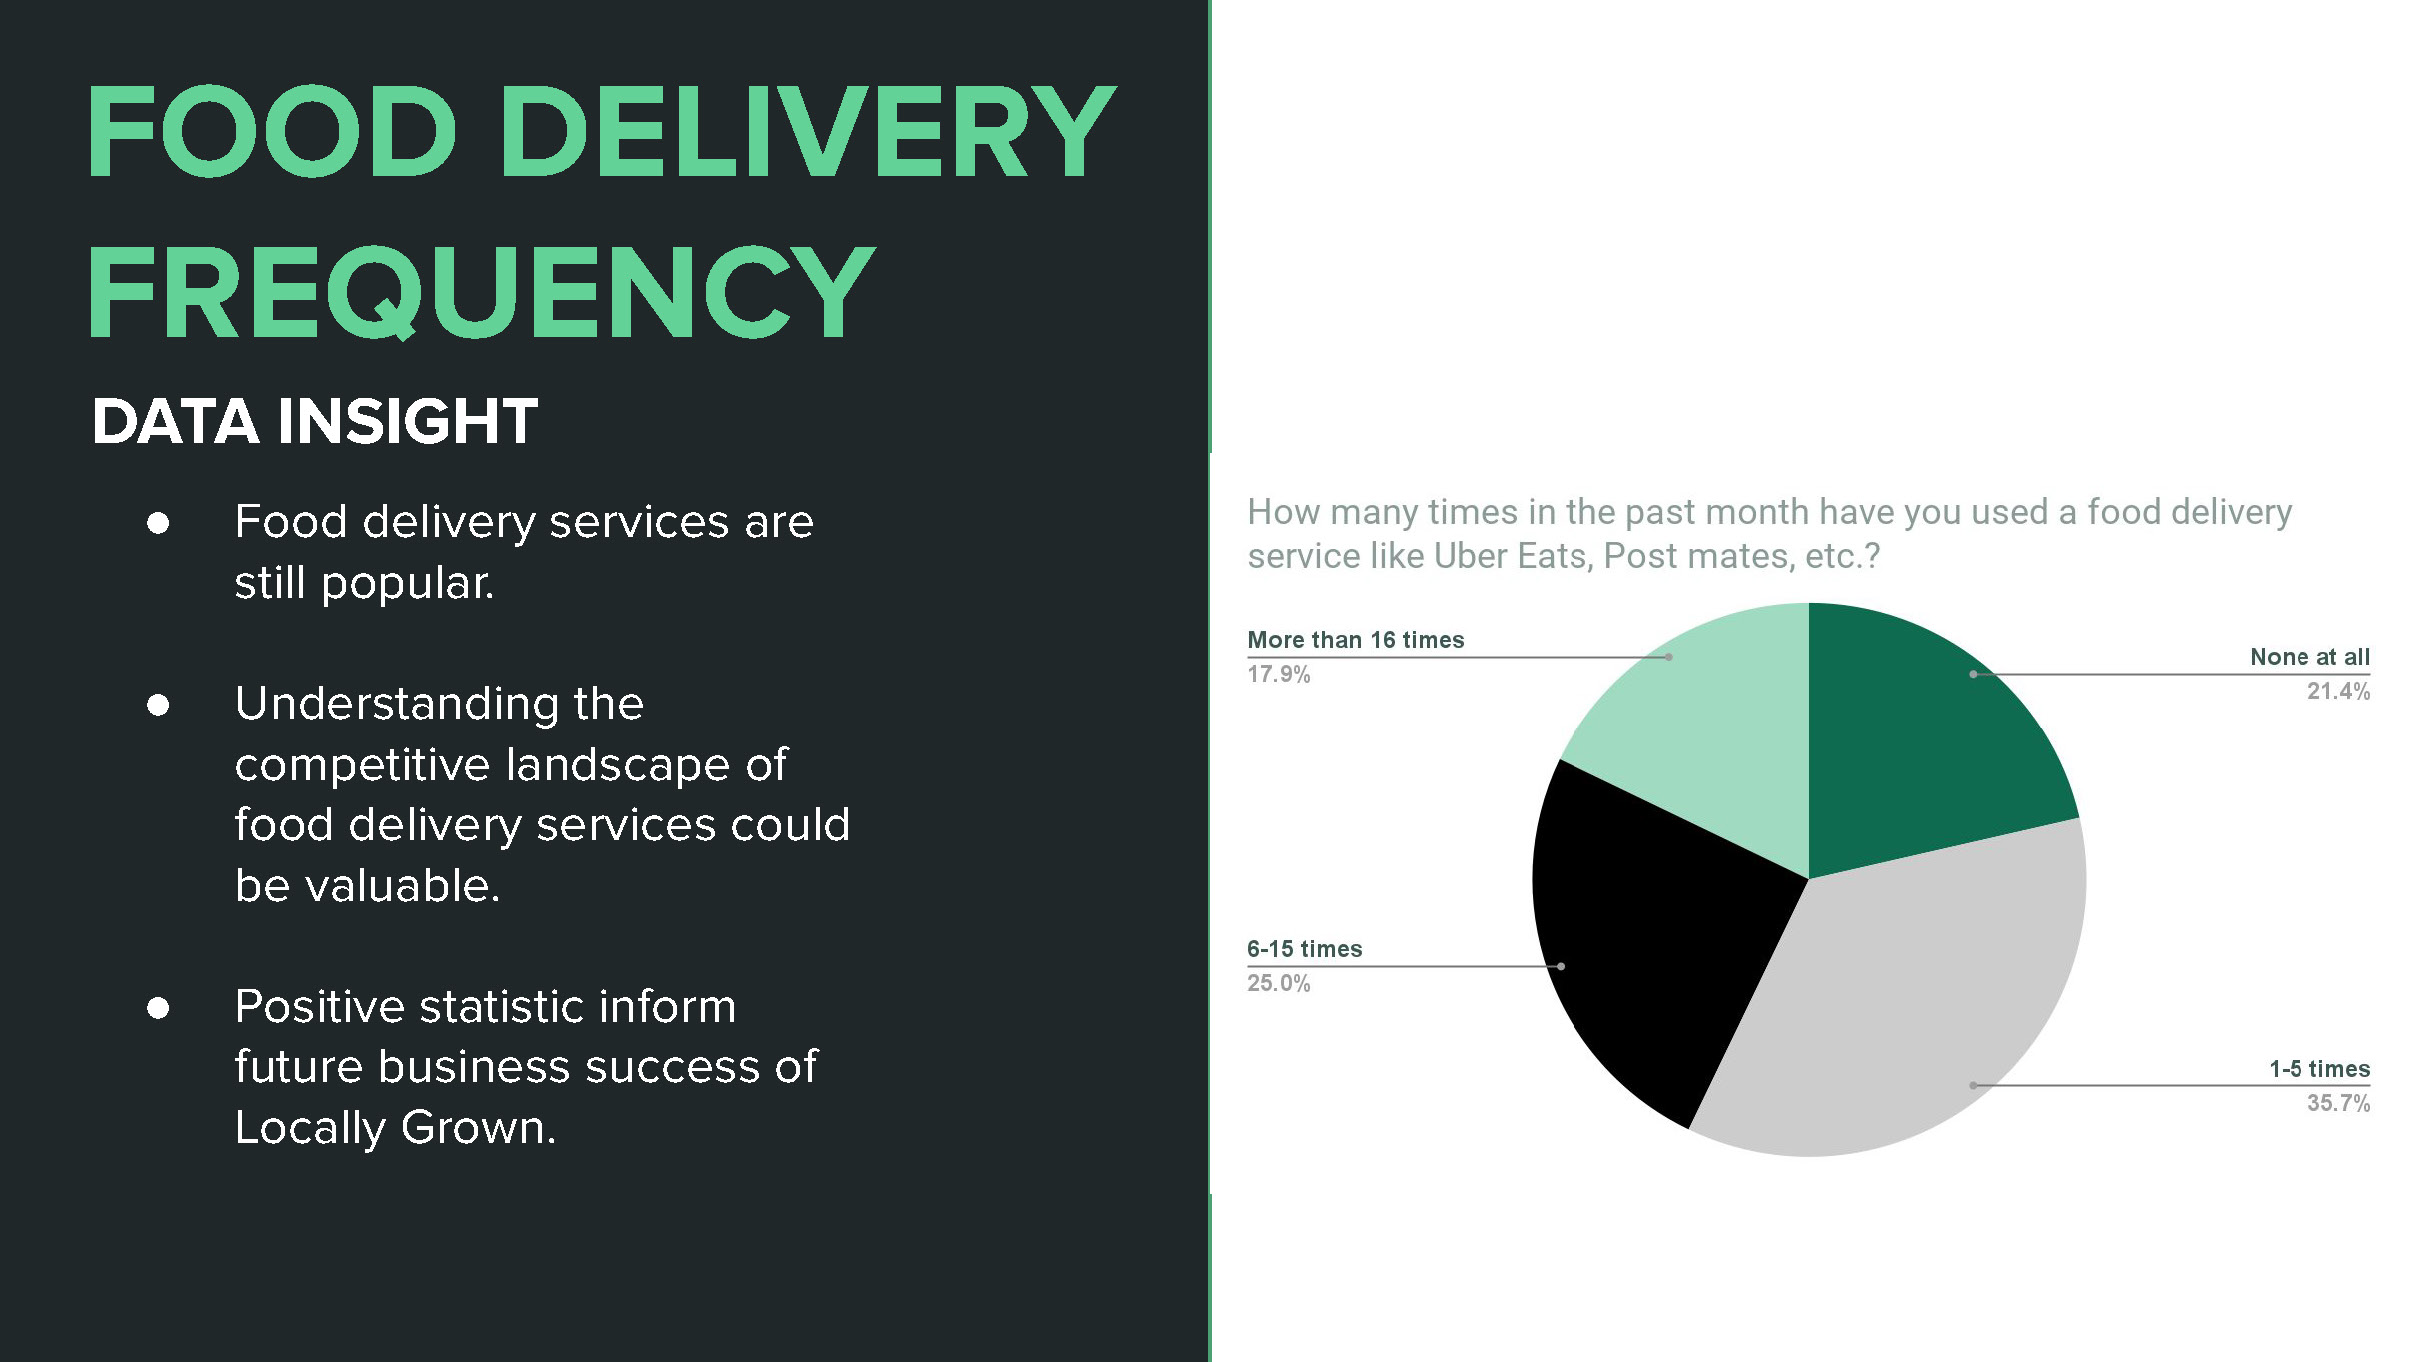 FOOD DELIVERY
FREQUENCY
DATA INSIGHT
● Food delivery services are
still popular.
● Understanding the
competitive landscape of
food delivery services could
be valuable.
● Positive statistic inform
future business success of
Locally Grown.
How many times in the past month have you used a food delivery
service like Uber Eats, Post mates, etc.?
More than 16 times
17.9%
None at all
21.4%
6-15 times
25.0%
1-5 times
35.7%